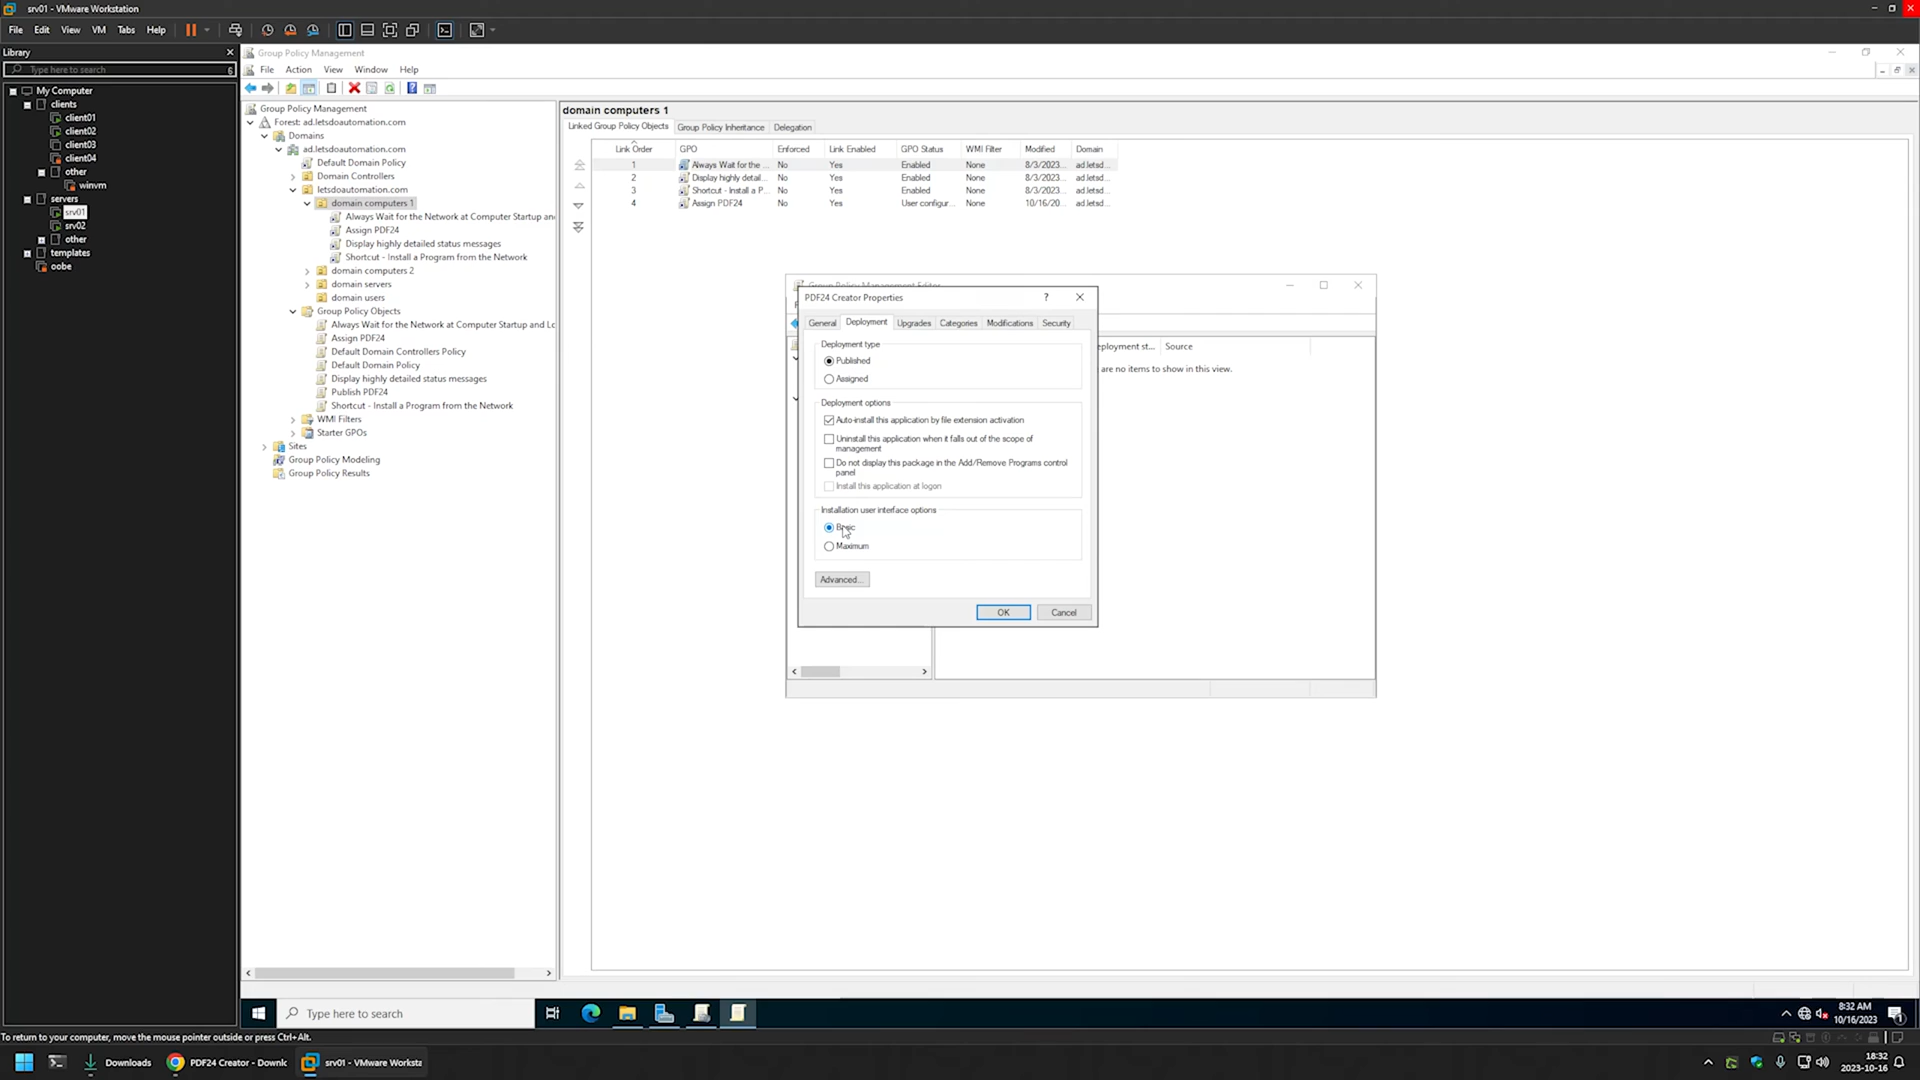 srv01 - VMware Workstation
File Edit View VM Tabs Help
Library
Type here to search
My Computer
clients
client01
client02
client03
client04
other
winvm
servers
srv01
srv02
other
templates
oobe
Group Policy Management
File Action View Window Help
Group Policy Management
Forest: ad.letsdoautomation.com
Domains
ad.letsdoautomation.com
Default Domain Policy
Domain Controllers
letsdoautomation.com
domain computers 1
Always Wait for the Network at Computer Startup an
Assign PDF24
Display highly detailed status messages
Shortcut - Install a Program from the Network
domain computers 2
domain servers
domain users
Group Policy Objects
Always Wait for the Network at Computer Startup and Lc
Assign PDF24
Default Domain Controllers Policy
Default Domain Policy
Display highly detailed status messages
Publish PDF24
Shortcut - Install a Program from the Network
WMI Filters
Starter GPOs
Sites
Group Policy Modeling
Group Policy Results
domain computers 1
Linked Group Policy Objects Group Policy Inheritance Delegation
Link Order GPO Enforced Link Enabled GPO Status WMI Filter Modified Domain
1 Always Wait for the ... No Yes Enabled None 8/3/2023... ad.letsd...
2 Display highly detail... No Yes Enabled None 8/3/2023... ad.letsd...
3 Shortcut - Install a P... No Yes Enabled None 8/3/2023... ad.letsd...
4 Assign PDF24 No Yes User configur... None 10/16/20... ad.letsd...
Group Policy Management Editor
eployment st... Source
are no items to show in this view.
PDF24 Creator Properties
General Deployment Upgrades Categories Modifications Security
Deployment type
Published
Assigned
Deployment options
Auto-install this application by file extension activation
Uninstall this application when it falls out of the scope of
management
Do not display this package in the Add/Remove Programs control
panel
Install this application at logon
Installation user interface options
Basic
Maximum
Advanced...
OK Cancel
Type here to search
8:32 AM
10/16/2023
To return to your computer, move the mouse pointer outside or press Ctrl+Alt.
Downloads PDF24 Creator - Downlc srv01 - VMware Worksta
18:32
2023-10-16